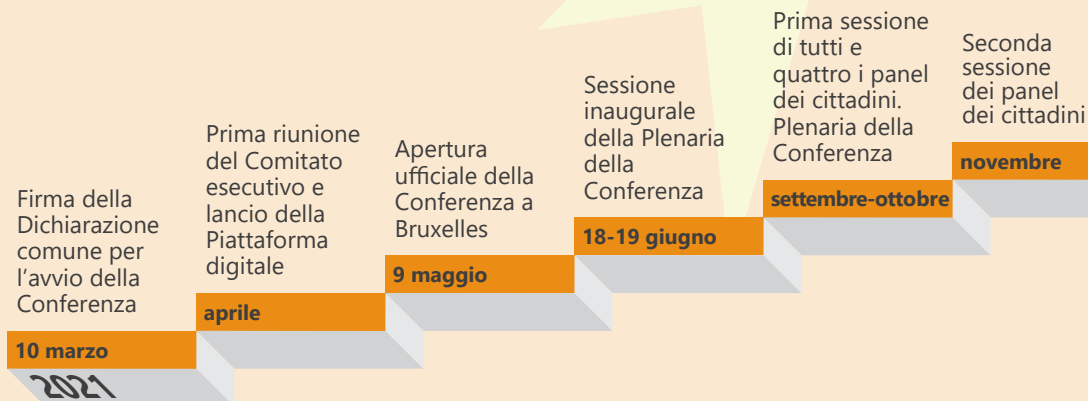 Firma della
Dichiarazione
comune per
l'avvio della
Conferenza
10 marzo
2021
Prima riunione
del Comitato
esecutivo e
lancio della
Piattaforma
digitale
aprile
Apertura
ufficiale della
Conferenza a
Bruxelles
9 maggio
Sessione
inaugurale
della Plenaria
della
Conferenza
18-19 giugno
Prima sessione
di tutti e
quattro i panel
dei cittadini.
Plenaria della
Conferenza
settembre-ottobre
Seconda
sessione
dei panel
dei cittadini
novembre